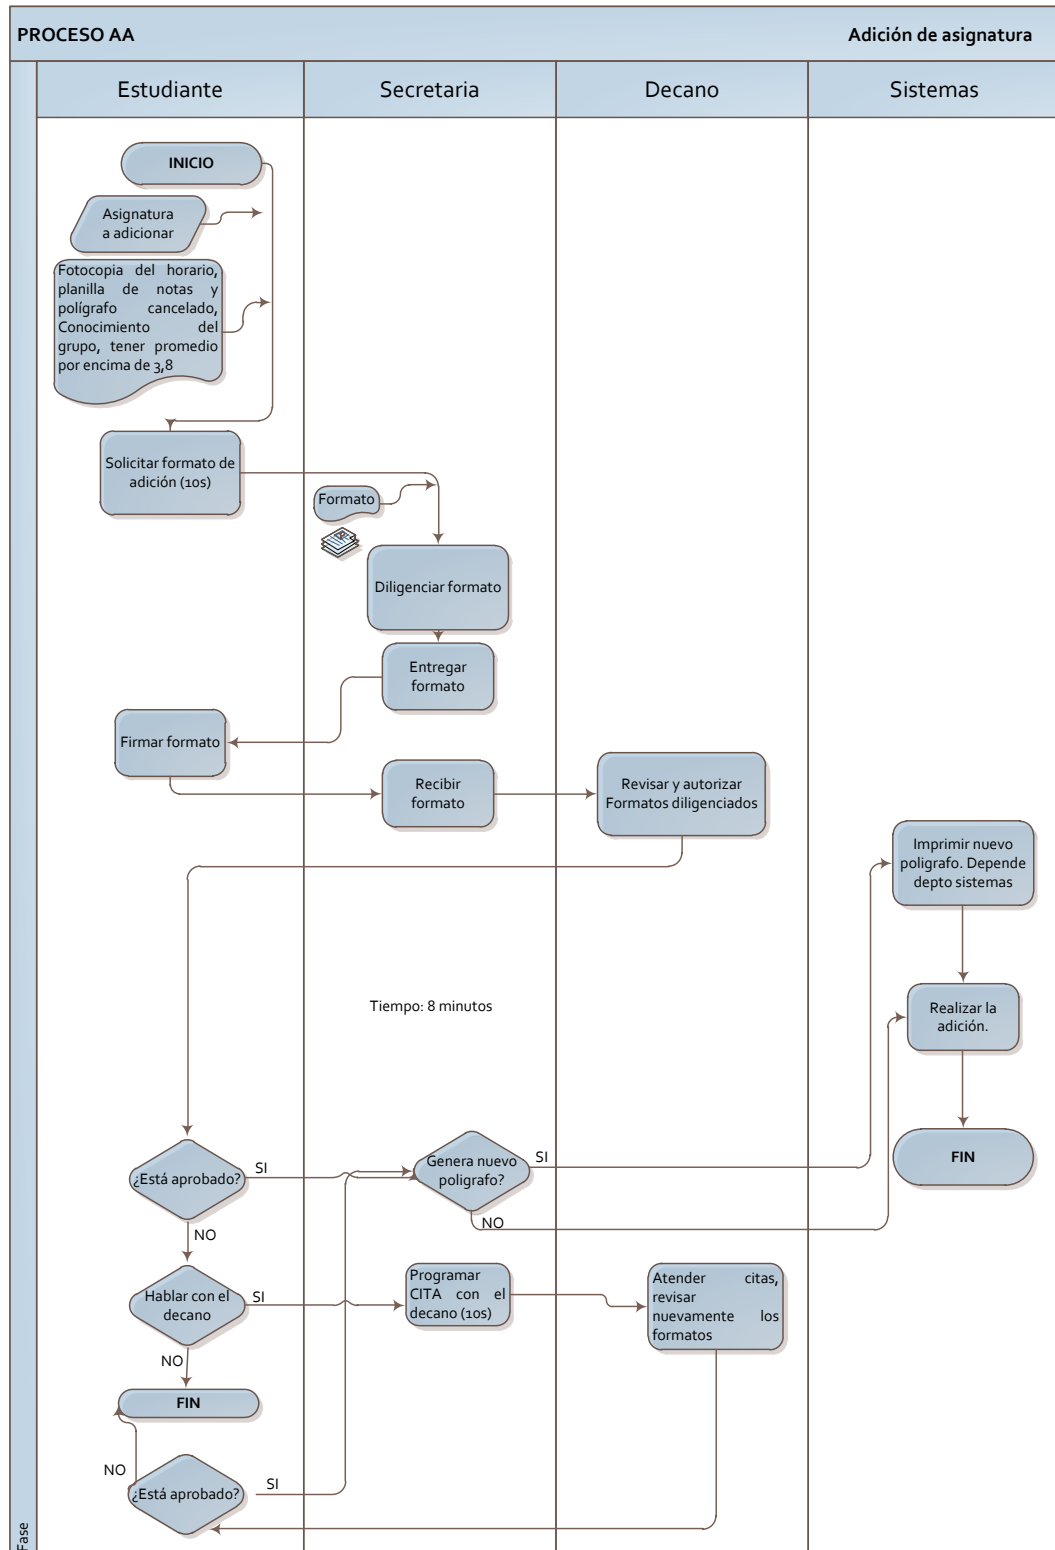 PROCESO AA
Adición de asignatura
Estudiante
Secretaria
Decano
Sistemas
INICIO
Asignatura
a adicionar
Fotocopia del horario,
planilla de notas y
polígrafo cancelado,
Conocimiento del
grupo, tener promedio
por encima de 3,8
Solicitar formato de
adición (10s)
Formato
Diligenciar formato
Entregar
formato
Firmar formato
Recibir
formato
Revisar y autorizar
Formatos diligenciados
Imprimir nuevo
poligrafo. Depende
depto sistemas
Tiempo: 8 minutos
Realizar la
adición.
¿Está aprobado?
SI
Genera nuevo
poligrafo?
SI
FIN
NO
NO
Hablar con el
decano
SI
Programar
CITA con el
decano (10s)
Atender citas,
revisar
nuevamente los
formatos
NO
FIN
NO
¿Está aprobado?
SI
Fase